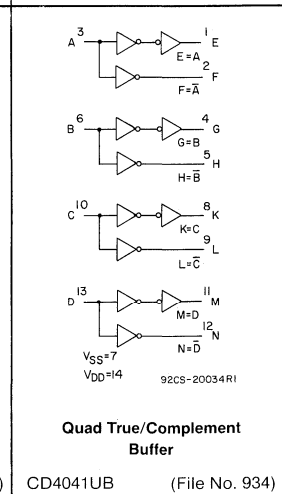 3
A
1
E
E=A
2
F
F=A̅
6
B
4
G
G=B
5
H
H=B̅
10
C
8
K
K=C
9
L
L=C̅
13
D
11
M
M=D
12
N
N=D̅
VSS=7
VDD=14
92CS-20034R1
Quad True/Complement
Buffer
) CD4041UB (File No. 934)